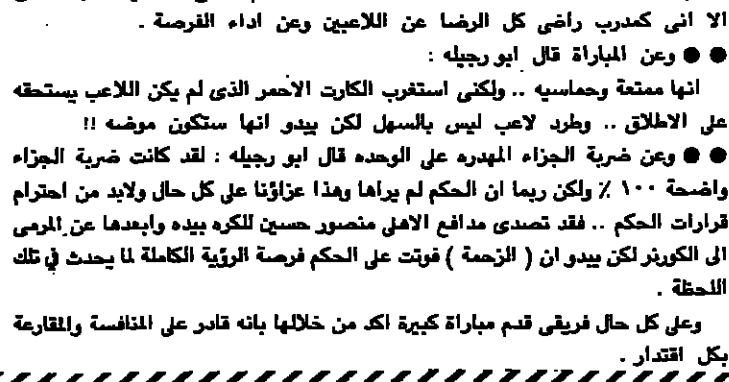 الا انى كمدرب راضى كل الرضا عن اللاعبين وعن اداء الفرصة .
● ● وعن المباراة قال ابو رجيله :
انها ممتعة وحماسيه .. ولكنى استغرب الكارت الاحمر الذى لم يكن اللاعب يستحقه
على الاطلاق .. وطرد لاعب ليس بالسهل لكن يبدو انها ستكون موضه !!
● ● وعن ضربة الجزاء المهدره على الوحده قال ابو رجيله : لقد كانت ضربة الجزاء
واضحة ١٠٠ ٪ ولكن ربما ان الحكم لم يراها وهذا عزاؤنا على كل حال ولابد من احترام
قرارات الحكم .. فقد تصدى مدافع الاهلى منصور حسين للكره بيده وابعدها عن المرمى
الى الكورنر لكن يبدو ان ( الزحمة ) فوتت على الحكم فرصة الرؤية الكاملة لما يحدث في تلك
اللحظة .
وعلى كل حال فريقى قدم مباراة كبيرة اكد من خلالها بانه قادر على المنافسة والمقارعة
بكل اقتدار .